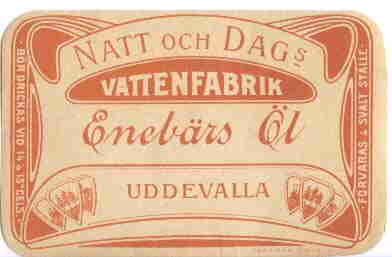 NATT OCH DAGs
VATTENFABRIK
Enebärs Öl
UDDEVALLA
BÖR DRICKAS VID 14 à 15° CELS.
FÖRVARAS å SVALT STÄLLE